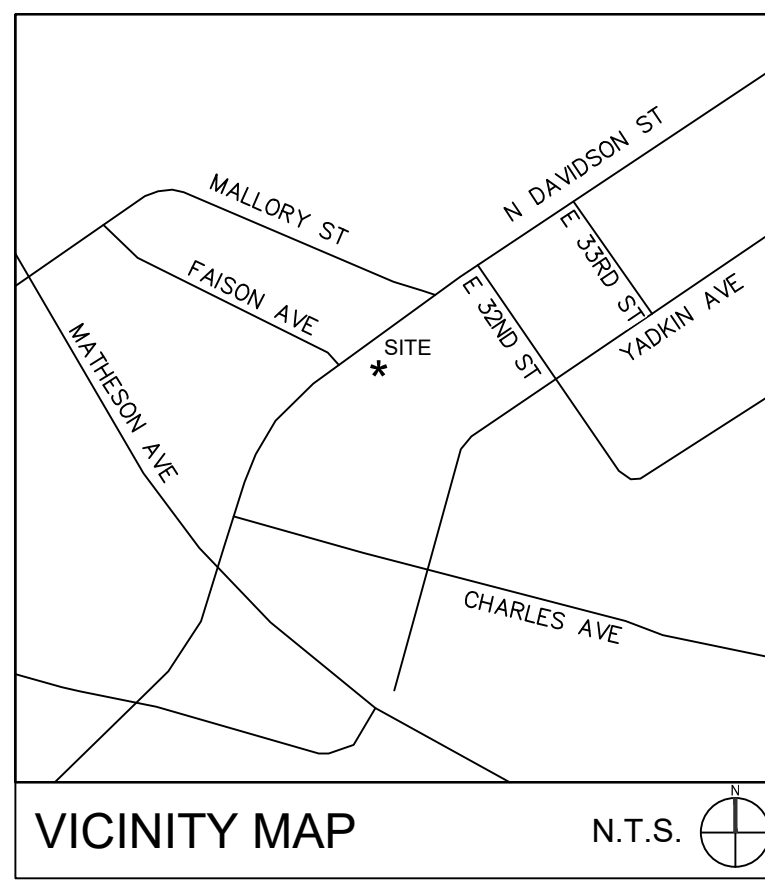 N DAVIDSON ST
MALLORY ST
E 33RD ST
FAISON AVE
E 32ND ST
YADKIN AVE
SITE
*
MATHESON AVE
CHARLES AVE
VICINITY MAP
N.T.S.
N